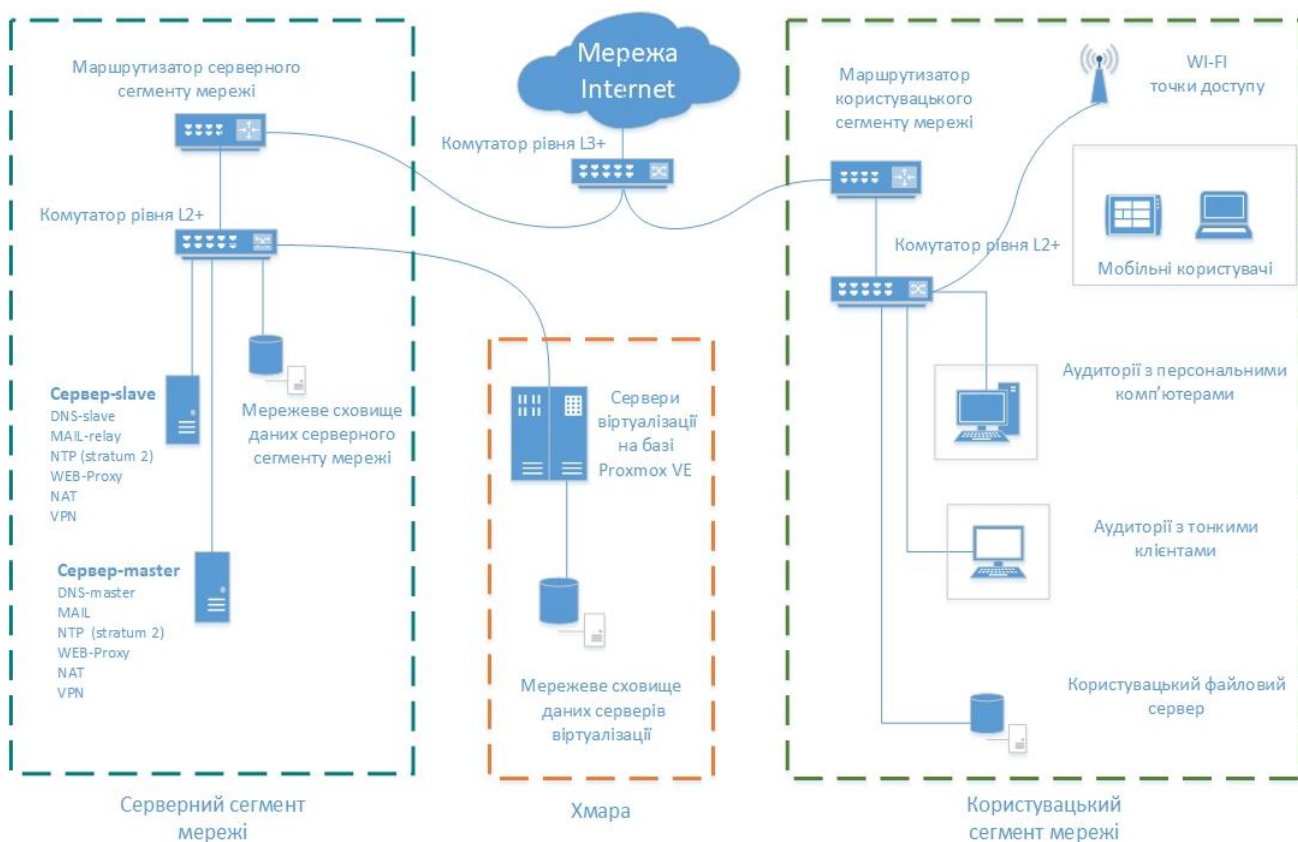 Мережа
Internet
Маршрутизатор серверного
сегменту мережі
Комутатор рівня L3+
Маршрутизатор
користувацького
сегменту мережі
WI-FI
точки доступу
Комутатор рівня L2+
Комутатор рівня L2+
Мобільні користувачі
Сервер-slave
DNS-slave
MAIL-relay
NTP (stratum 2)
WEB-Proxy
NAT
VPN
Мережеве сховище
даних серверного
сегменту мережі
Сервери
віртуалізації
на базі
Proxmox VE
Аудиторії з персональними
комп’ютерами
Аудиторії з тонкими
клієнтами
Сервер-master
DNS-master
MAIL
NTP (stratum 2)
WEB-Proxy
NAT
VPN
Мережеве сховище
даних серверів
віртуалізації
Користувацький файловий
сервер
Серверний сегмент
мережі
Хмара
Користувацький
сегмент мережі